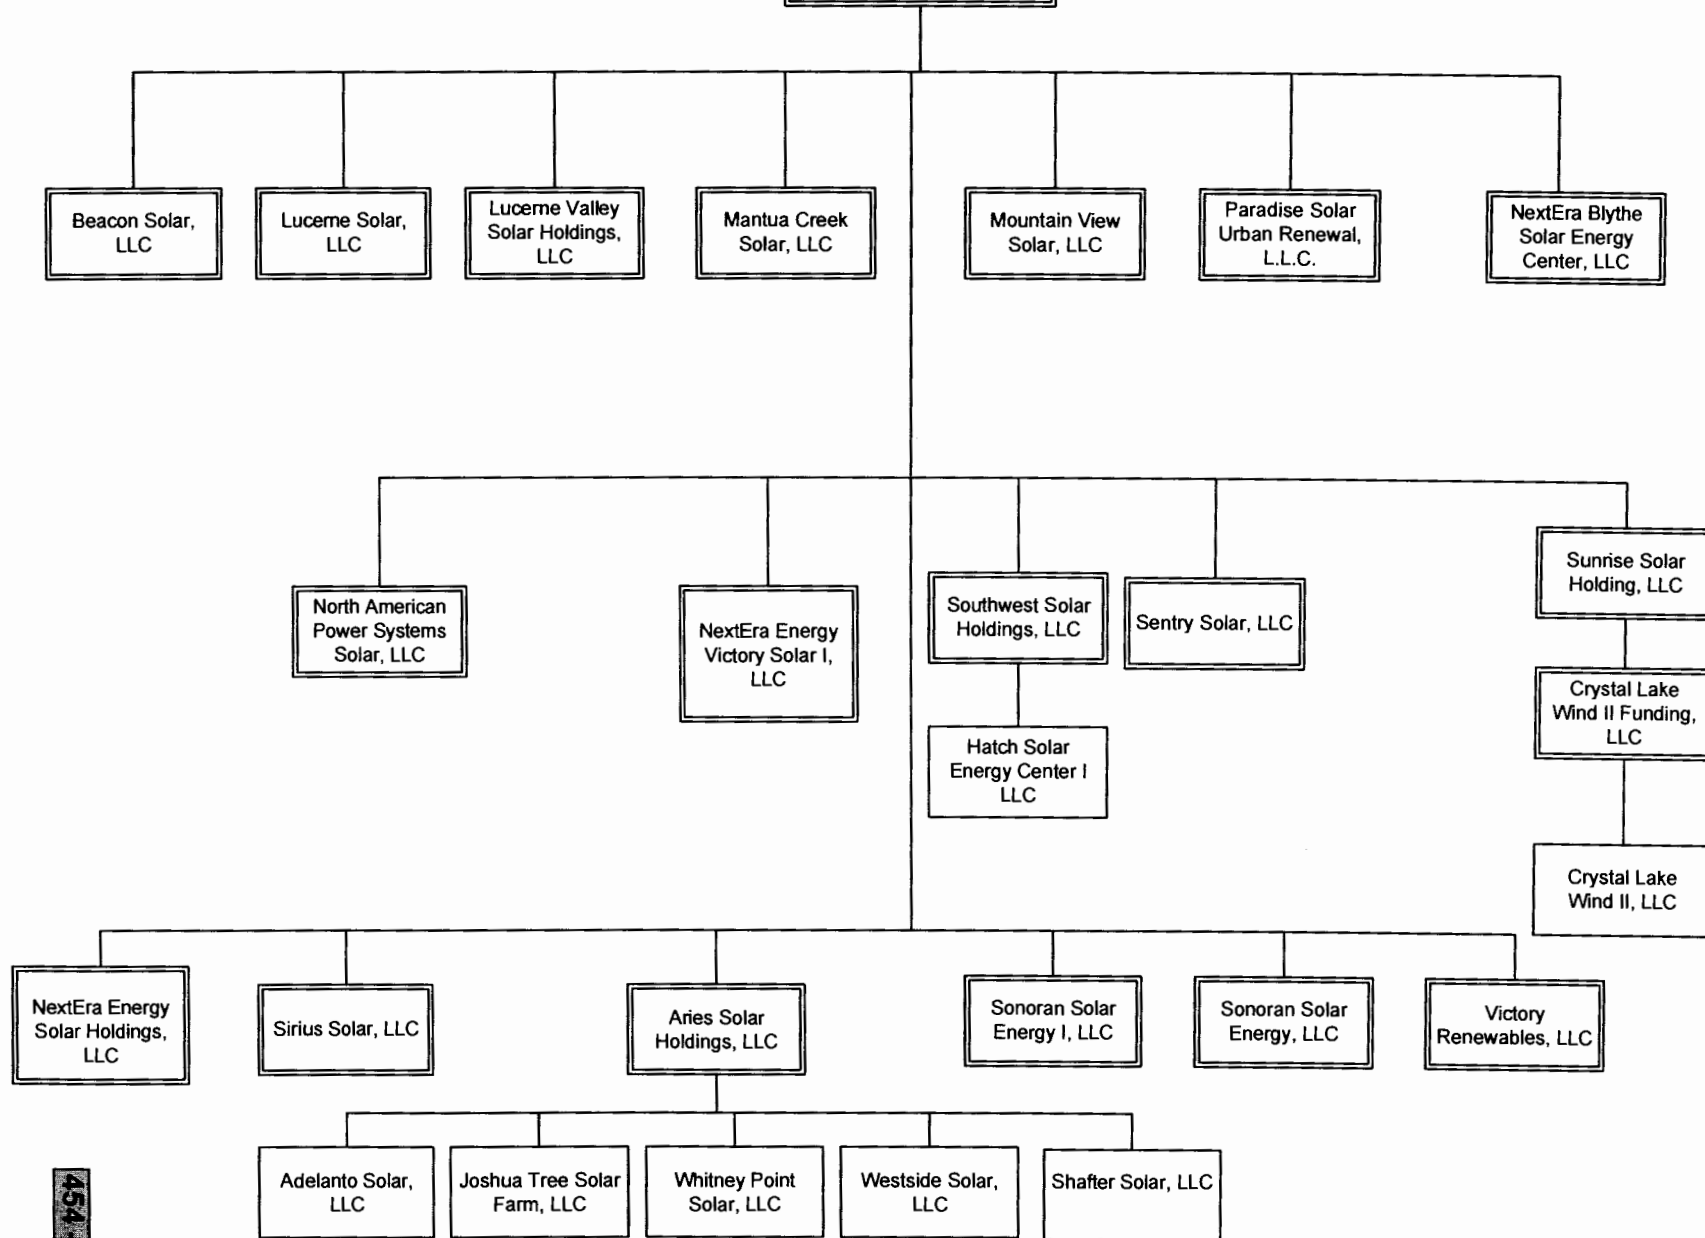 Beacon Solar,
LLC
Lucerne Solar,
LLC
Lucerne Valley
Solar Holdings,
LLC
Mantua Creek
Solar, LLC
Mountain View
Solar, LLC
Paradise Solar
Urban Renewal,
L.L.C.
NextEra Blythe
Solar Energy
Center, LLC
North American
Power Systems
Solar, LLC
NextEra Energy
Victory Solar I,
LLC
Southwest Solar
Holdings, LLC
Sentry Solar, LLC
Sunrise Solar
Holding, LLC
Hatch Solar
Energy Center I
LLC
Crystal Lake
Wind II Funding,
LLC
Crystal Lake
Wind II, LLC
NextEra Energy
Solar Holdings,
LLC
Sirius Solar, LLC
Aries Solar
Holdings, LLC
Sonoran Solar
Energy I, LLC
Sonoran Solar
Energy, LLC
Victory
Renewables, LLC
Adelanto Solar,
LLC
Joshua Tree Solar
Farm, LLC
Whitney Point
Solar, LLC
Westside Solar,
LLC
Shafter Solar, LLC
454